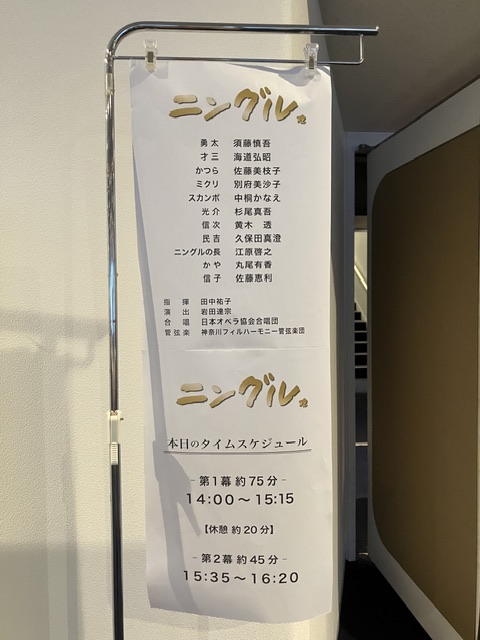 ニングル
勇太 須藤慎吾
才三 海道弘昭
かつら 佐藤美枝子
ミクリ 別府美沙子
スカンポ 中桐かなえ
光介 杉尾真吾
信次 黄木 透
民吉 久保田真澄
ニングルの長 江原啓之
かや 丸尾有香
信子 佐藤恵利
指揮 田中祐子
演出 岩田達宗
合唱 日本オペラ協会合唱団
管弦楽 神奈川フィルハーモニー管弦楽団
ニングル
本日のタイムスケジュール
- 第1幕 約75分 -
14:00～15:15
【休憩 約20分】
- 第2幕 約45分 -
15:35～16:20